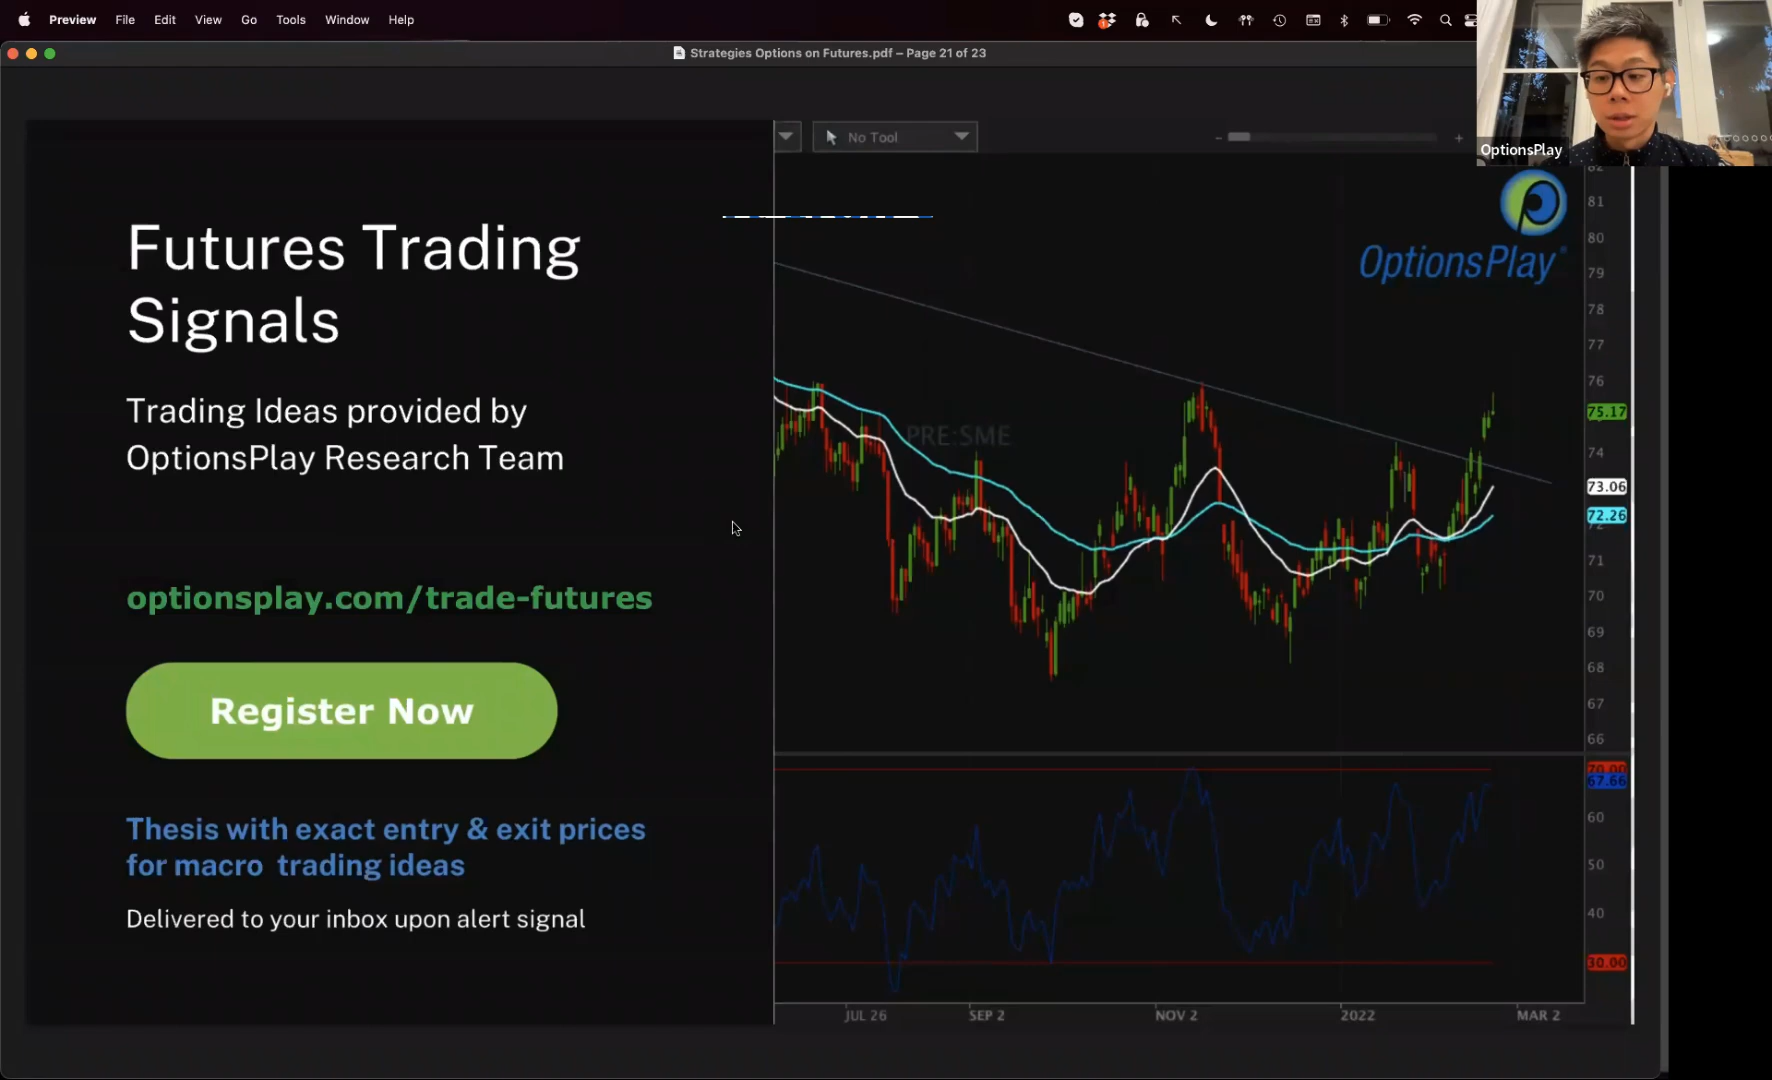 Preview File Edit View Go Tools Window Help
Strategies Options on Futures.pdf – Page 21 of 23
OptionsPlay
No Tool
OptionsPlay
Futures Trading
Signals
Trading Ideas provided by
OptionsPlay Research Team
optionsplay.com/trade-futures
Register Now
Thesis with exact entry & exit prices
for macro trading ideas
Delivered to your inbox upon alert signal
PRE:SME
82
81
80
79
78
77
76
75.17
74
73.06
72.26
71
70
69
68
67
66
70.00
67.66
60
50
40
30.00
JUL 26 SEP 2 NOV 2 2022 MAR 2